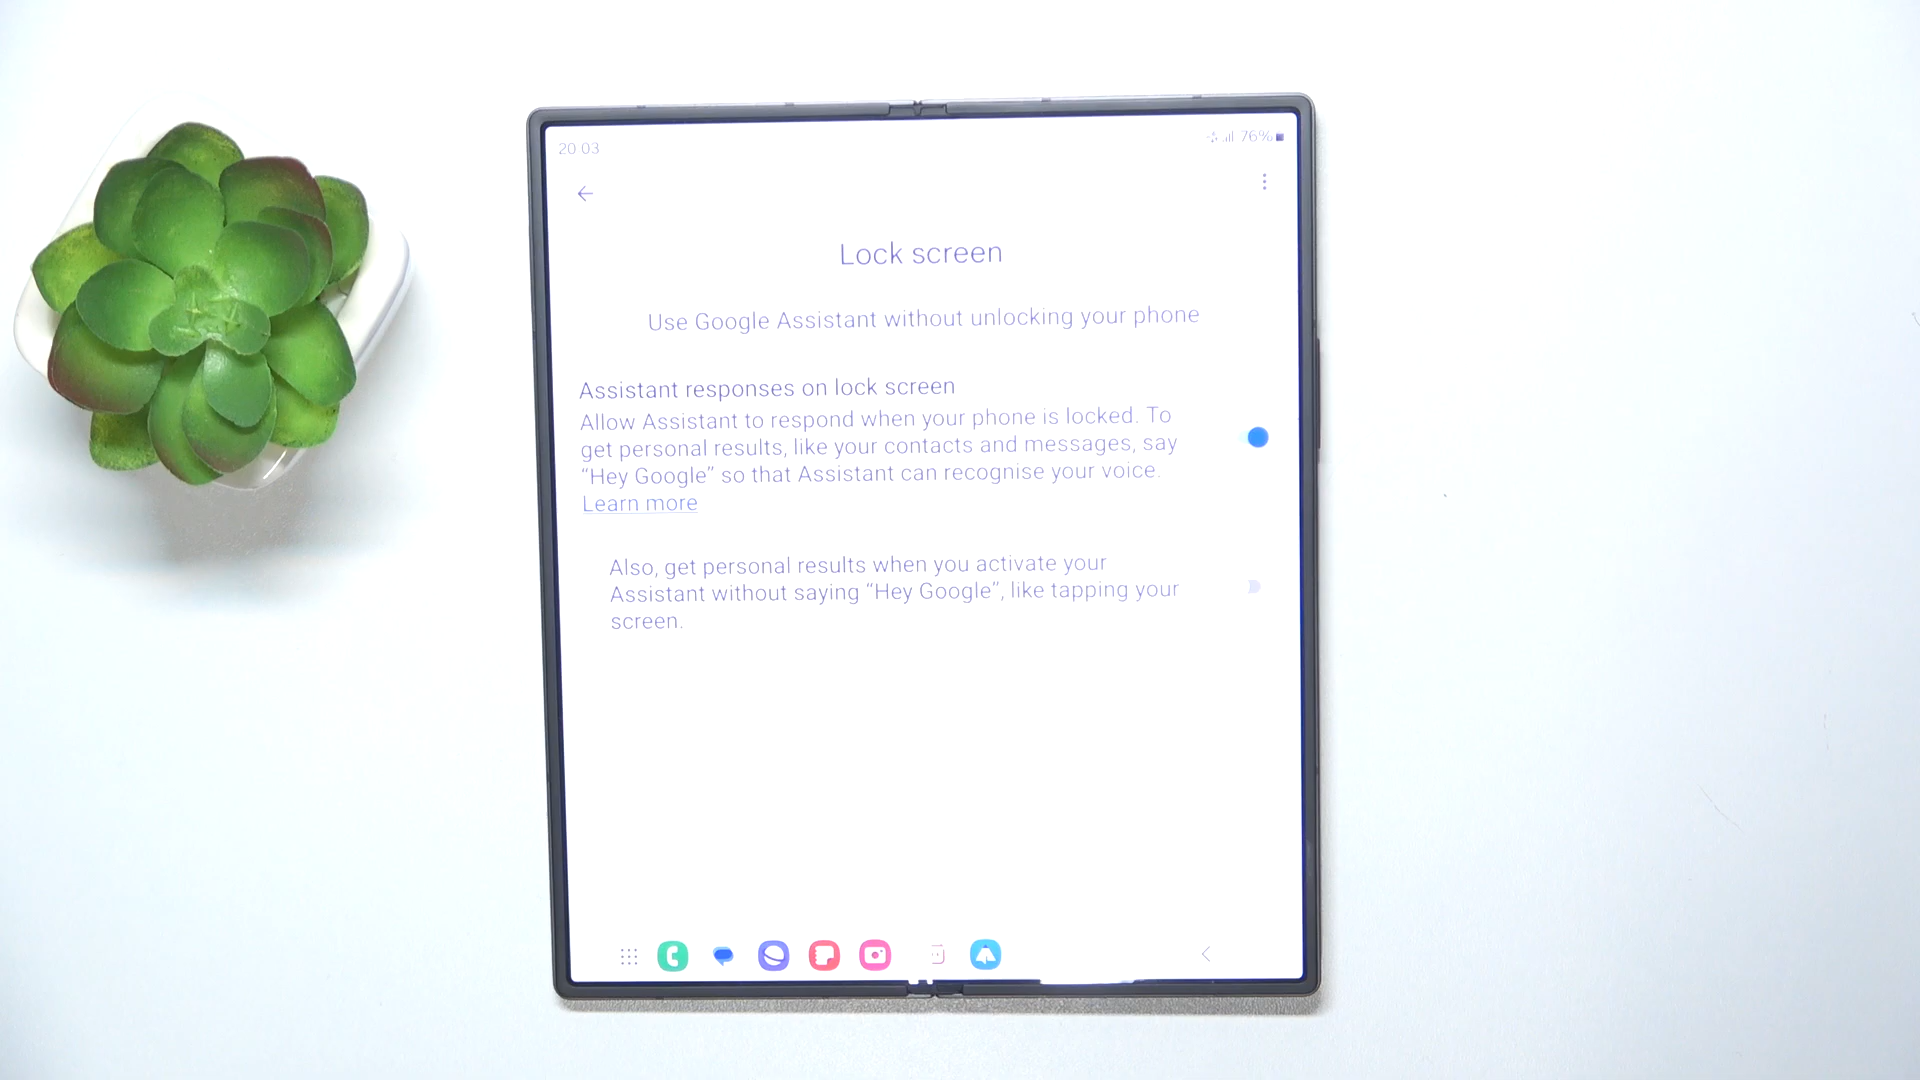 20 03
76%
Lock screen
Use Google Assistant without unlocking your phone
Assistant responses on lock screen
Allow Assistant to respond when your phone is locked. To
get personal results, like your contacts and messages, say
“Hey Google” so that Assistant can recognise your voice.
Learn more
Also, get personal results when you activate your
Assistant without saying “Hey Google”, like tapping your
screen.